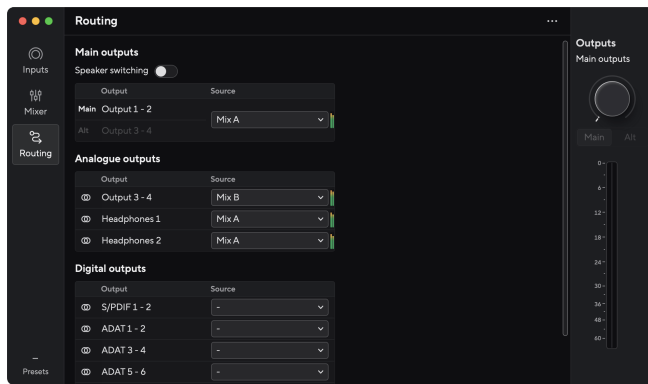 Routing
...
Inputs
Mixer
Routing
Presets
Main outputs
Speaker switching
Output Source
Main Output 1 - 2
Mix A
Alt Output 3 - 4
Analogue outputs
Output Source
Output 3 - 4 Mix B
Headphones 1 Mix A
Headphones 2 Mix A
Digital outputs
Output Source
S/PDIF 1 - 2 -
ADAT 1 - 2 -
ADAT 3 - 4 -
ADAT 5 - 6 -
Outputs
Main outputs
Main Alt
0
6
12
18
24
30
36
48
60